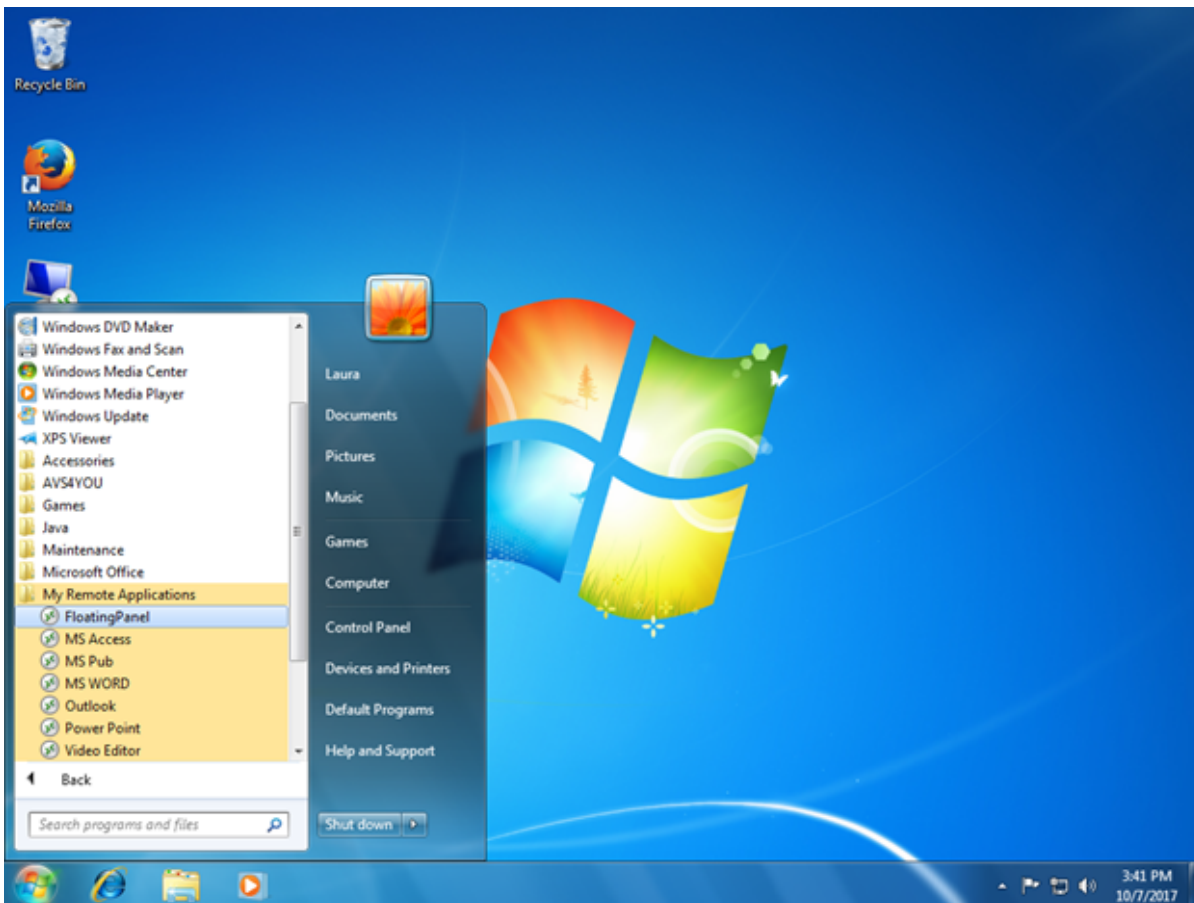 Recycle Bin
Mozilla
Firefox
Windows DVD Maker
Windows Fax and Scan
Windows Media Center
Windows Media Player
Windows Update
XPS Viewer
Accessories
AVS4YOU
Games
Java
Maintenance
Microsoft Office
My Remote Applications
FloatingPanel
MS Access
MS Pub
MS WORD
Outlook
Power Point
Video Editor
Back
Search programs and files
Laura
Documents
Pictures
Music
Games
Computer
Control Panel
Devices and Printers
Default Programs
Help and Support
Shut down
3:41 PM
10/7/2017